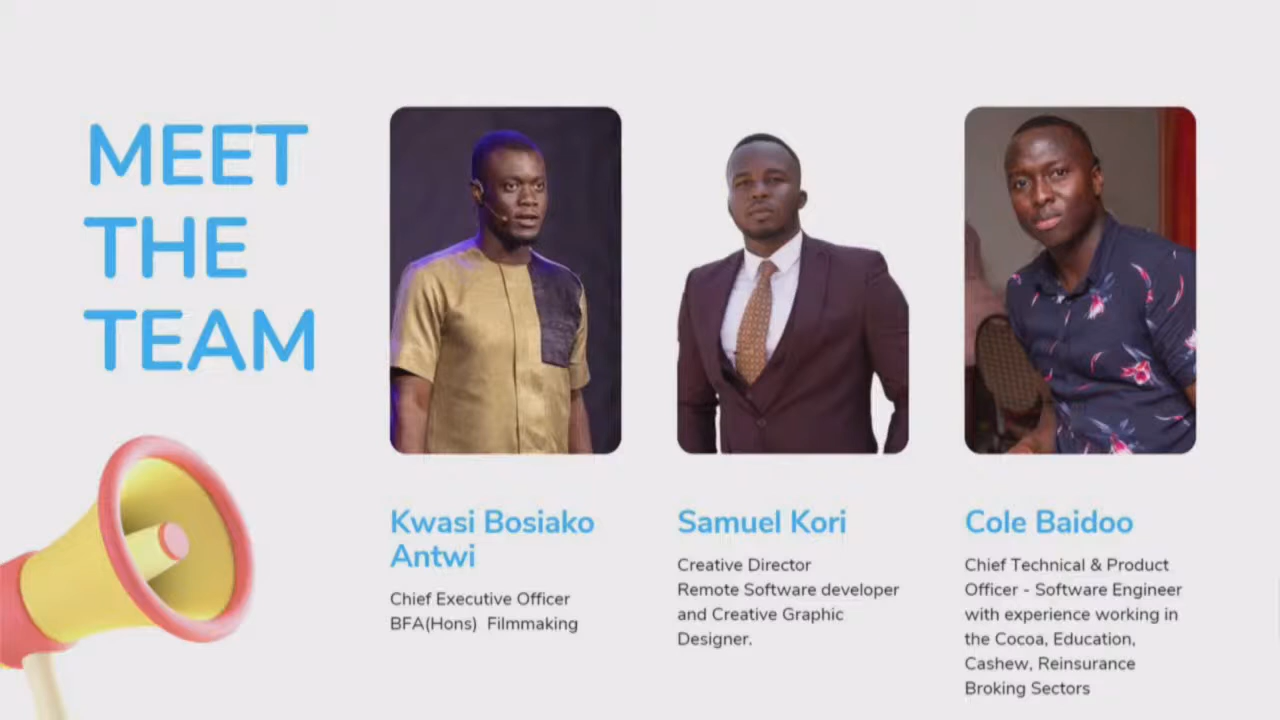 MEET
THE
TEAM
Kwasi Bosiako
Antwi
Chief Executive Officer
BFA(Hons)  Filmmaking
Samuel Kori
Creative Director
Remote Software developer
and Creative Graphic
Designer.
Cole Baidoo
Chief Technical & Product
Officer - Software Engineer
with experience working in
the Cocoa, Education,
Cashew, Reinsurance
Broking Sectors